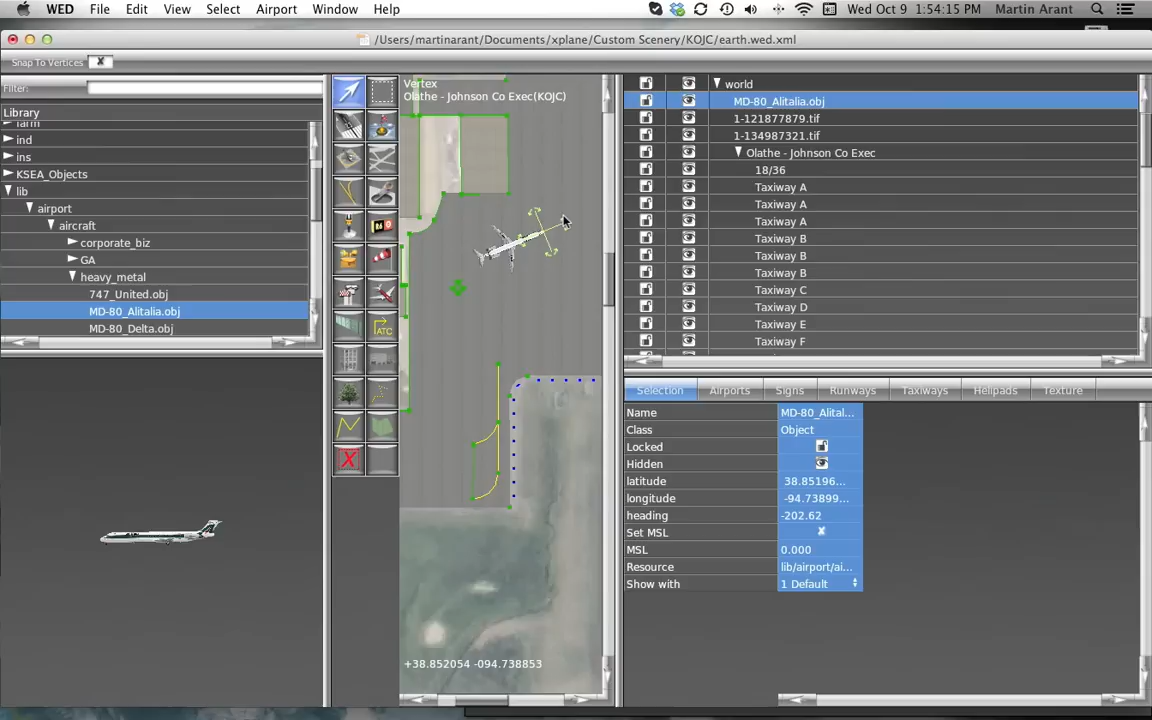 WED File Edit View Select Airport Window Help Wed Oct 9 1:54:15 PM Martin Arant
/Users/martinarant/Documents/xplane/Custom Scenery/KOJC/earth.wed.xml
Snap To Vertices
Filter:
Library
farm
ind
ins
KSEA_Objects
lib
airport
aircraft
corporate_biz
GA
heavy_metal
747_United.obj
MD-80_Alitalia.obj
MD-80_Delta.obj
ATC
Vertex
Olathe - Johnson Co Exec(KOJC)
+38.852054 -094.738853
world
MD-80_Alitalia.obj
1-121877879.tif
1-134987321.tif
Olathe - Johnson Co Exec
18/36
Taxiway A
Taxiway A
Taxiway A
Taxiway B
Taxiway B
Taxiway B
Taxiway C
Taxiway D
Taxiway E
Taxiway F
Selection Airports Signs Runways Taxiways Helipads Texture
Name MD-80_Alital...
Class Object
Locked
Hidden
latitude 38.85196...
longitude -94.73899...
heading -202.62
Set MSL
MSL 0.000
Resource lib/airport/ai...
Show with 1 Default